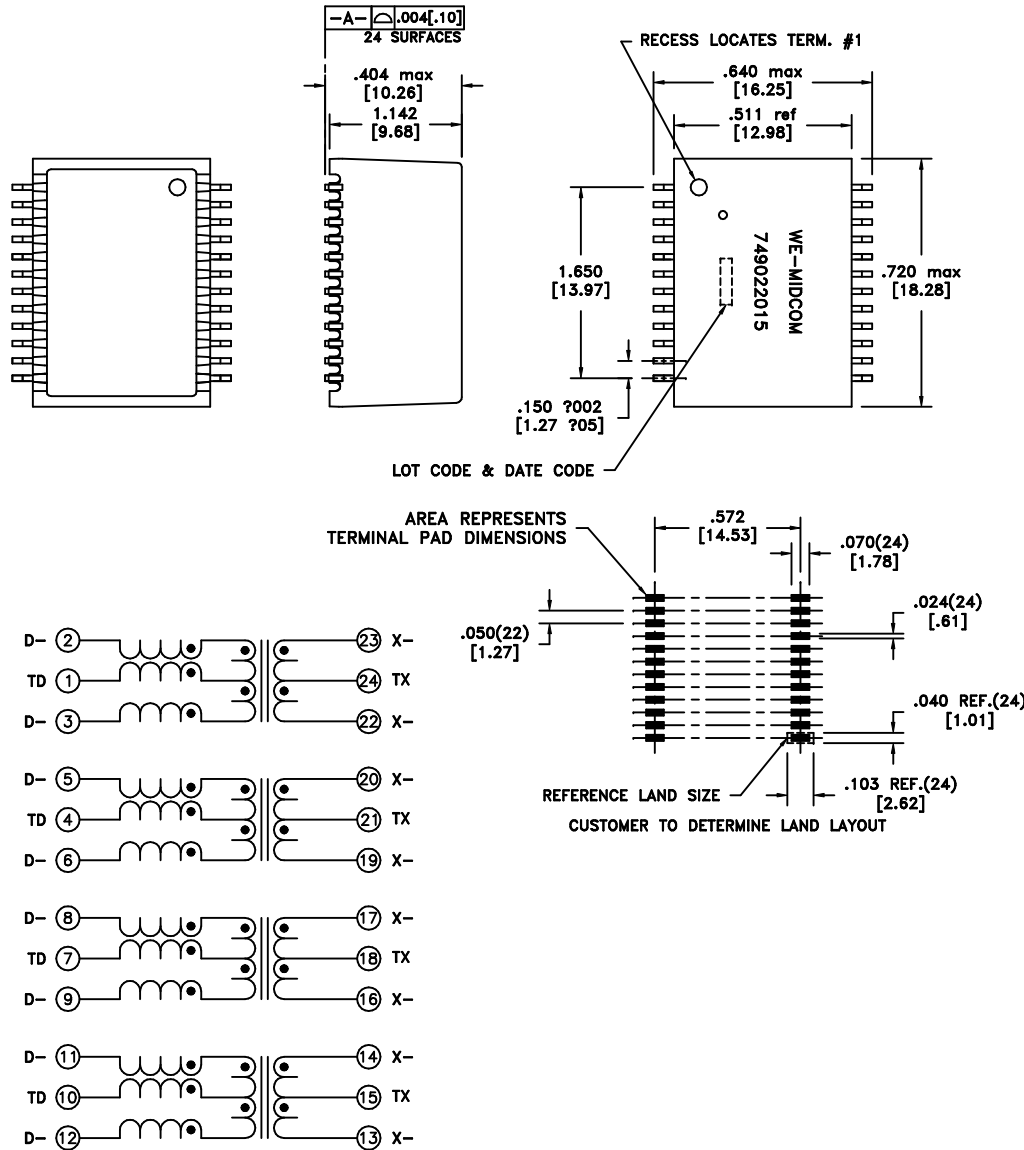 -A- .004[.10]
24 SURFACES
.404 max
[10.26]
1.142
[9.68]
RECESS LOCATES TERM. #1
.640 max
[16.25]
.511 ref
[12.98]
1.650
[13.97]
WE-MIDCOM
749022015
.720 max
[18.28]
.150 ?002
[1.27 ?05]
LOT CODE & DATE CODE
AREA REPRESENTS
TERMINAL PAD DIMENSIONS
.572
[14.53]
.070(24)
[1.78]
.050(22)
[1.27]
.024(24)
[.61]
.040 REF.(24)
[1.01]
REFERENCE LAND SIZE
.103 REF.(24)
[2.62]
CUSTOMER TO DETERMINE LAND LAYOUT
D- 2 23 X-
TD 1 24 TX
D- 3 22 X-
D- 5 20 X-
TD 4 21 TX
D- 6 19 X-
D- 8 17 X-
TD 7 18 TX
D- 9 16 X-
D- 11 14 X-
TD 10 15 TX
D- 12 13 X-